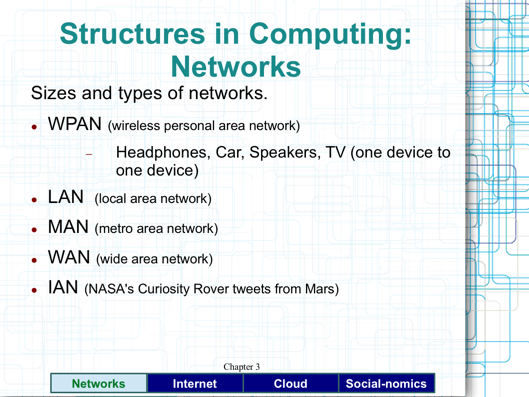 Structures in Computing:
Networks
Sizes and types of networks.
● WPAN (wireless personal area network)
– Headphones, Car, Speakers, TV (one device to
one device)
● LAN (local area network)
● MAN (metro area network)
● WAN (wide area network)
● IAN (NASA's Curiosity Rover tweets from Mars)
Chapter 3
Networks Internet Cloud Social-nomics